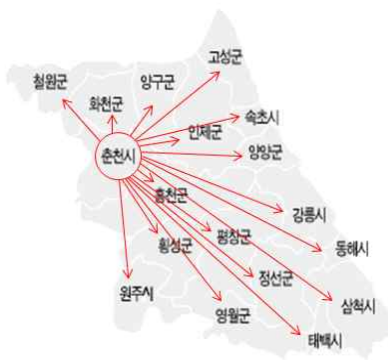 고성군
양구군
철원군
화천군
속초시
인제군
양양군
춘천시
홍천군
강릉시
평창군
횡성군
동해시
정선군
원주시
삼척시
영월군
태백시